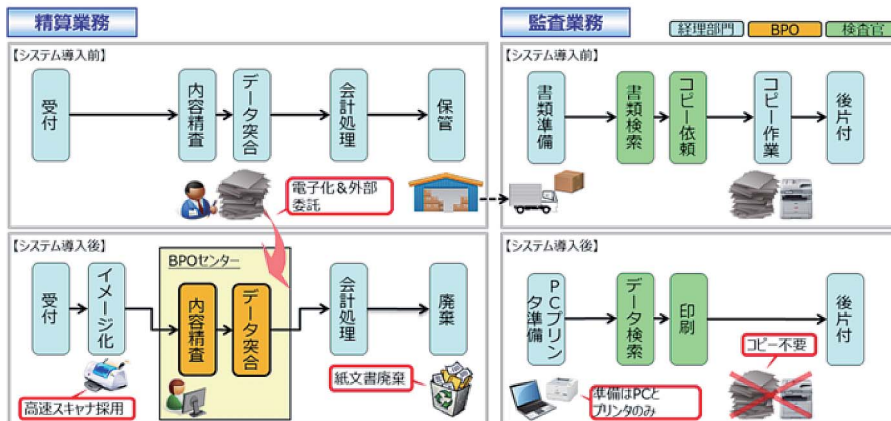 精算業務
監査業務
経理部門
BPO
検査官
【システム導入前】
受付
内容精査
データ突合
会計処理
保管
電子化＆外部
委託
【システム導入前】
書類準備
書類検索
コピー依頼
コピー作業
後片付
【システム導入後】
受付
イメージ化
BPOセンター
内容精査
データ突合
会計処理
廃棄
高速スキャナ採用
紙文書廃棄
【システム導入後】
PCプリン
タ準備
データ検索
印刷
後片付
準備はPCと
プリンタのみ
コピー不要